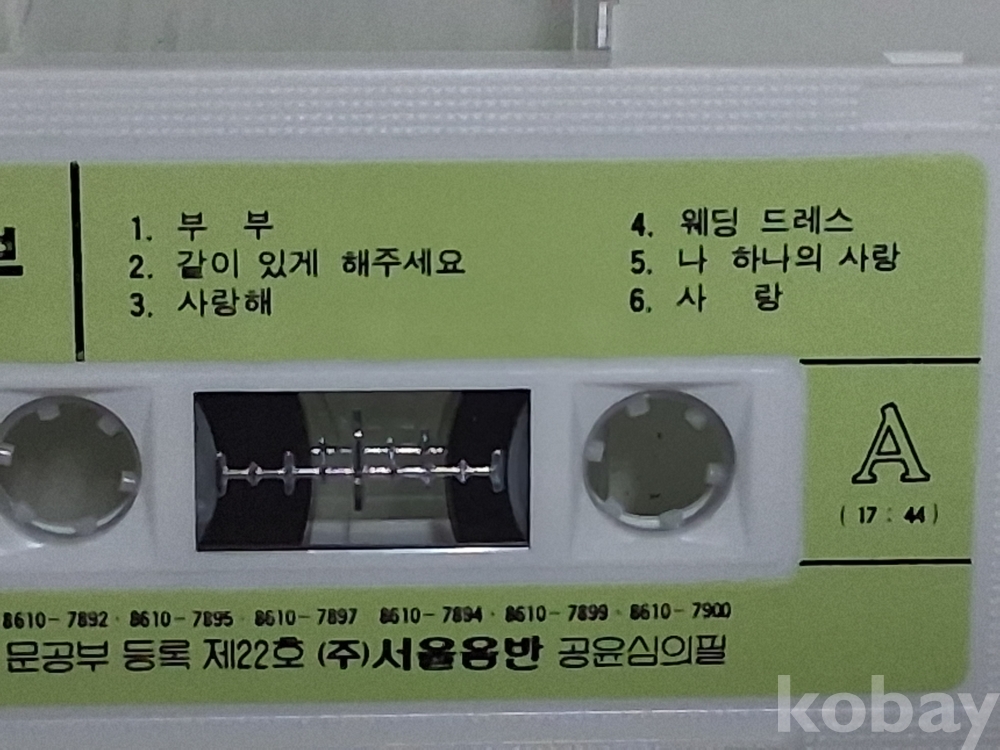 1. 부 부
2. 같이 있게 해주세요
3. 사랑해
4. 웨딩 드레스
5. 나 하나의 사랑
6. 사 랑
A
(17 : 44)
8610-7892 · 8610-7895 · 8610-7897 8610-7894 · 8610-7899 · 8610-7900
문공부 등록 제22호 (주)서울음반 공윤심의필
kobay